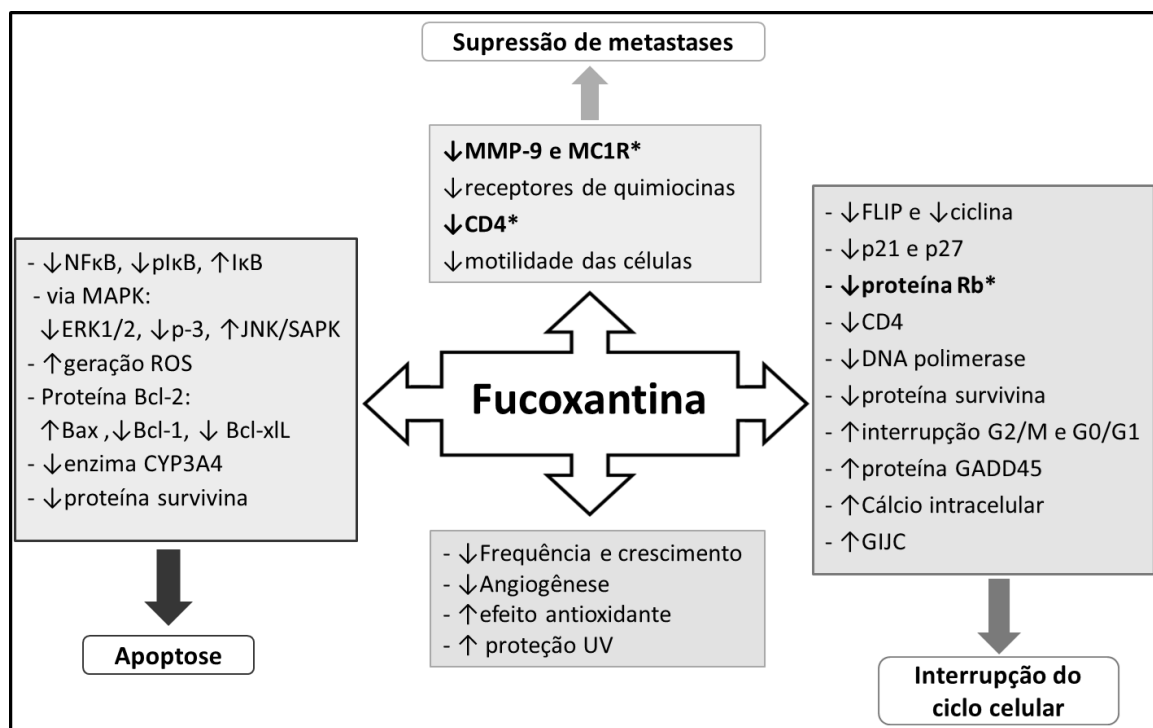 Supressão de metastases
↓MMP-9 e MC1R*
↓receptores de quimiocinas
↓CD4*
↓motilidade das células
- ↓NFκB, ↓pIκB, ↑IκB
- via MAPK:
↓ERK1/2, ↓p-3, ↑JNK/SAPK
- ↑geração ROS
- Proteína Bcl-2:
↑Bax ,↓Bcl-1, ↓ Bcl-xlL
- ↓enzima CYP3A4
- ↓proteína survivina
Apoptose
Fucoxantina
- ↓Frequência e crescimento
- ↓Angiogênese
- ↑efeito antioxidante
- ↑ proteção UV
- ↓FLIP e ↓ciclina
- ↓p21 e p27
- ↓proteína Rb*
- ↓CD4
- ↓DNA polimerase
- ↓proteína survivina
- ↑interrupção G2/M e G0/G1
- ↑proteína GADD45
- ↑Cálcio intracelular
- ↑GIJC
Interrupção do
ciclo celular